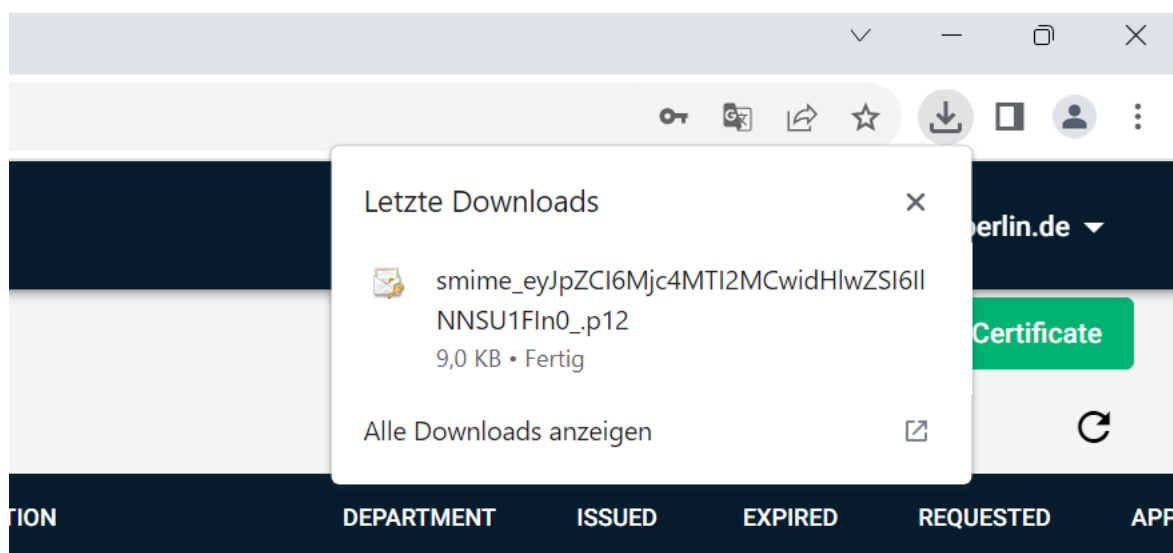 Letzte Downloads
erlin.de
smime_eyJpZCI6Mjc4MTI2MCwidHlwZSI6Ill
NNSU1FIn0_.p12
9,0 KB • Fertig
Certificate
Alle Downloads anzeigen
TION DEPARTMENT ISSUED EXPIRED REQUESTED APP